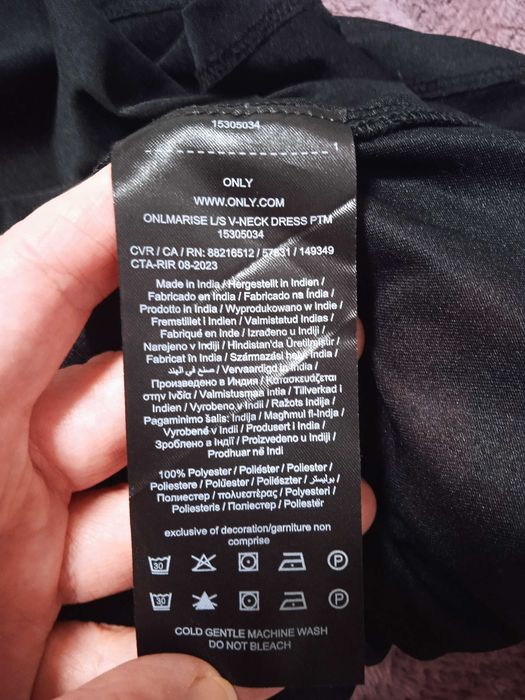 15305034
1
ONLY
WWW.ONLY.COM
ONLMARISE L/S V-NECK DRESS PTM
15305034
CVR / CA / RN: 88216512 / 57831 / 149349
CTA-RIR 08-2023
Made in India / Hergestellt in Indien /
Fabricado en India / Fabricado na Índia /
Prodotto in India / Wyprodukowano w Indie /
Fremstillet i Indien / Valmistatud Indias /
Fabriqué en Inde / Izrađeno u Indiji /
Narejeno v Indiji / Hindistan'da Üretilmiştir /
Fabricat în India / Származási hely: India /
صنع في الهند / Vervaardigd in India /
Произведено в Индия / Κατασκευάζεται
στην Ινδία / Valmistusmaa Intia / Tillverkad i
Indien / Vyrobeno v Indii / Ražots Indija /
Pagaminimo šalis: Indija / Maghmul fl-Indja /
Vyrobené v Indii / Produsert i India /
Зроблено в Індії / Proizvedeno u Indiji /
Prodhuar në Indi
100% Polyester / Poliéster / Poliester /
Poliestere / Polüester / Poliészter / بوليستر /
Полиестер / πολυεστέρας / Polyesteri /
Poliesteris / Поліестер / Poliestër
exclusive of decoration/garniture non
comprise
30 P
30 P
COLD GENTLE MACHINE WASH
DO NOT BLEACH